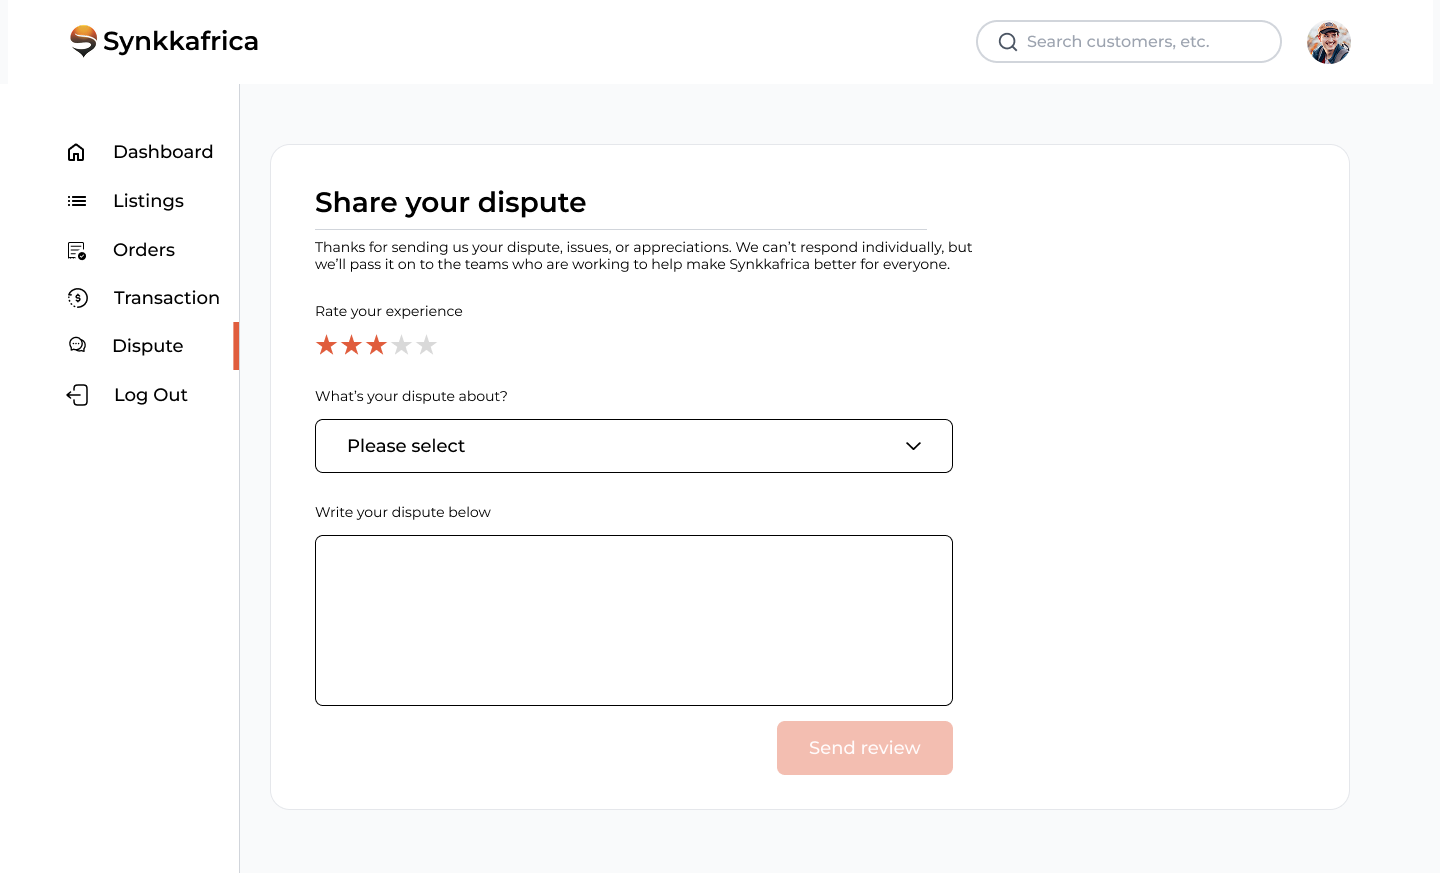 Synkkafrica
Search customers, etc.
Dashboard
Listings
Orders
Transaction
Dispute
Log Out
Share your dispute
Thanks for sending us your dispute, issues, or appreciations. We can’t respond individually, but
we’ll pass it on to the teams who are working to help make Synkkafrica better for everyone.
Rate your experience
What’s your dispute about?
Please select
Write your dispute below
Send review